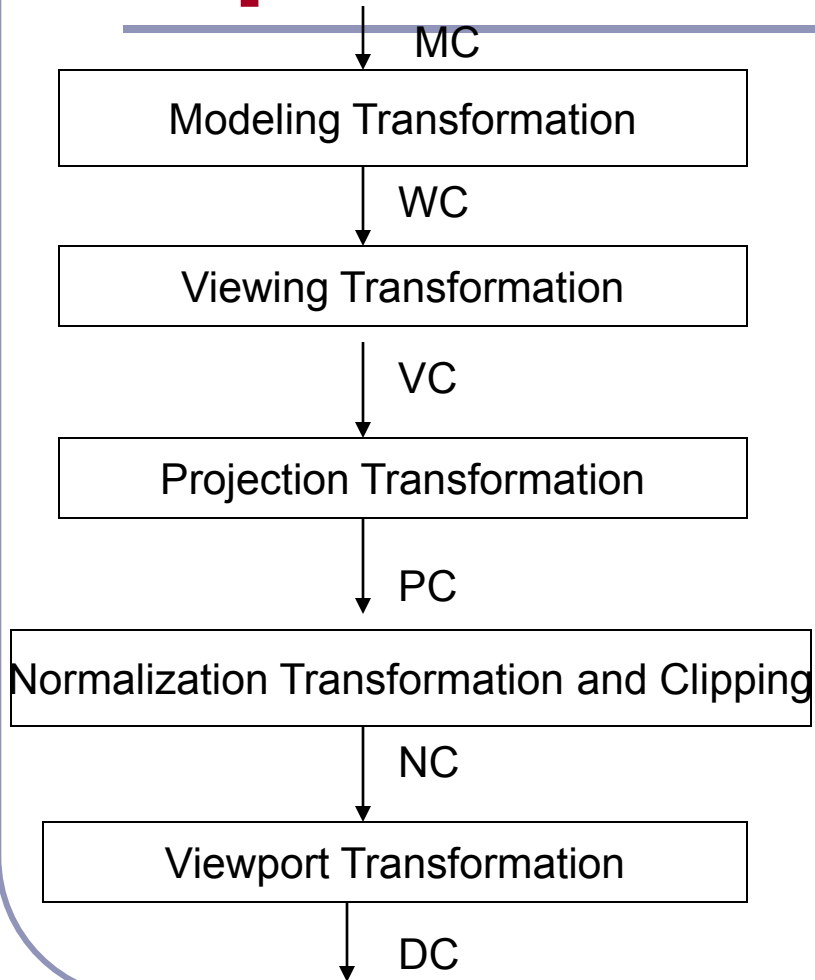 MC
Modeling Transformation
WC
Viewing Transformation
VC
Projection Transformation
PC
Normalization Transformation and Clipping
NC
Viewport Transformation
DC